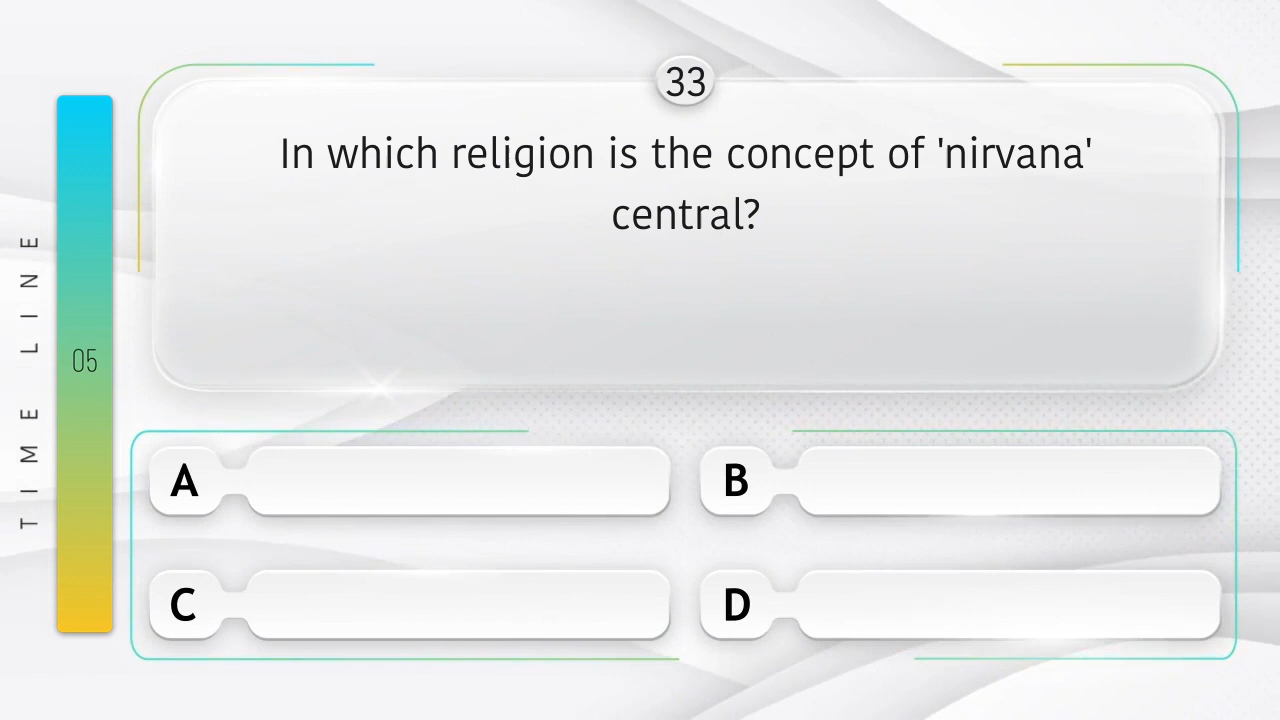 33
In which religion is the concept of 'nirvana'
central?
TIME LINE
05
A
B
C
D